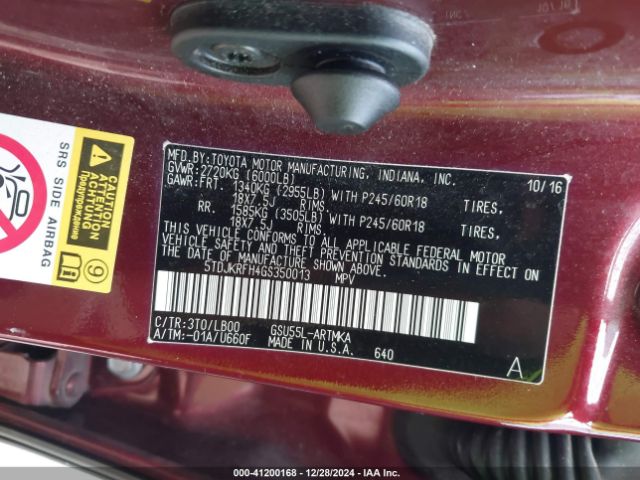 MFD. BY: TOYOTA MOTOR MANUFACTURING, INDIANA, INC. 10/16
GVWR: 2720KG (6000LB)
GAWR: FRT. 1340KG (2955LB) WITH P245/60R18 TIRES,
18X7.5J RIMS
RR. 1585KG (3505LB) WITH P245/60R18 TIRES,
18X7.5J RIMS
THIS VEHICLE CONFORMS TO ALL APPLICABLE FEDERAL MOTOR
VEHICLE SAFETY, AND THEFT PREVENTION STANDARDS IN EFFECT ON
THE DATE OF MANUFACTURE SHOWN ABOVE.
5TDJKRFH4GS350013 MPV
C/TR: 3T0/LB00 GSU55L-ARTMKA
A/TM: -01A/U660F MADE IN U.S.A. 640
A
SRS SIDE AIRBAG
CAUTION
ATTENTION
ACHTUNG
Предупреждение
9
000-41200168 • 12/28/2024 • IAA Inc.